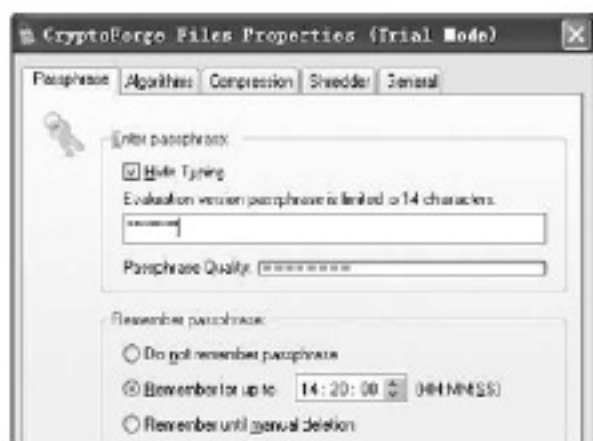 CryptoForge Files Properties (Trial Mode)
Passphrase Algorithms Compression Shredder General
Enter passphrase:
Hide Typing
Evaluation version passphrase is limited to 14 characters.
Passphrase Quality:
Remember passphrase:
Do not remember passphrase
Remember for up to 14:20:00 (HH:MM:SS)
Remember until manual deletion